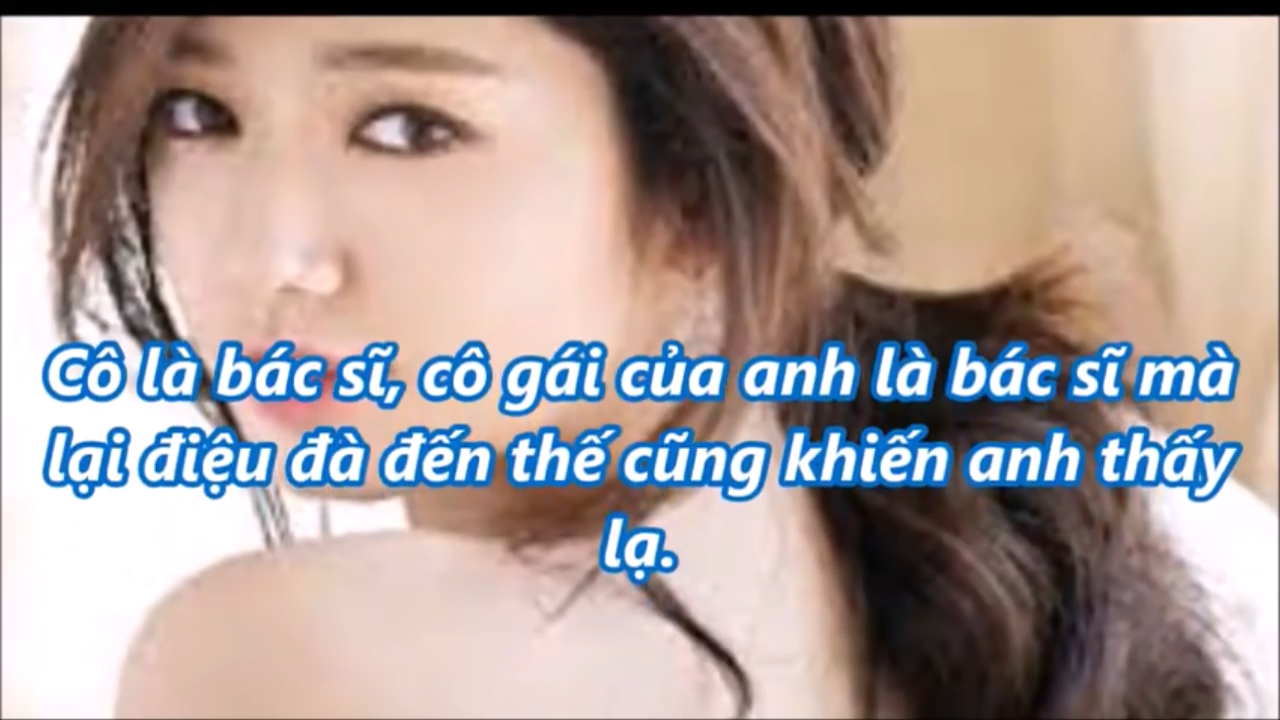 Cô là bác sĩ, cô gái của anh là bác sĩ mà
lại điệu đà đến thế cũng khiến anh thấy
lạ.